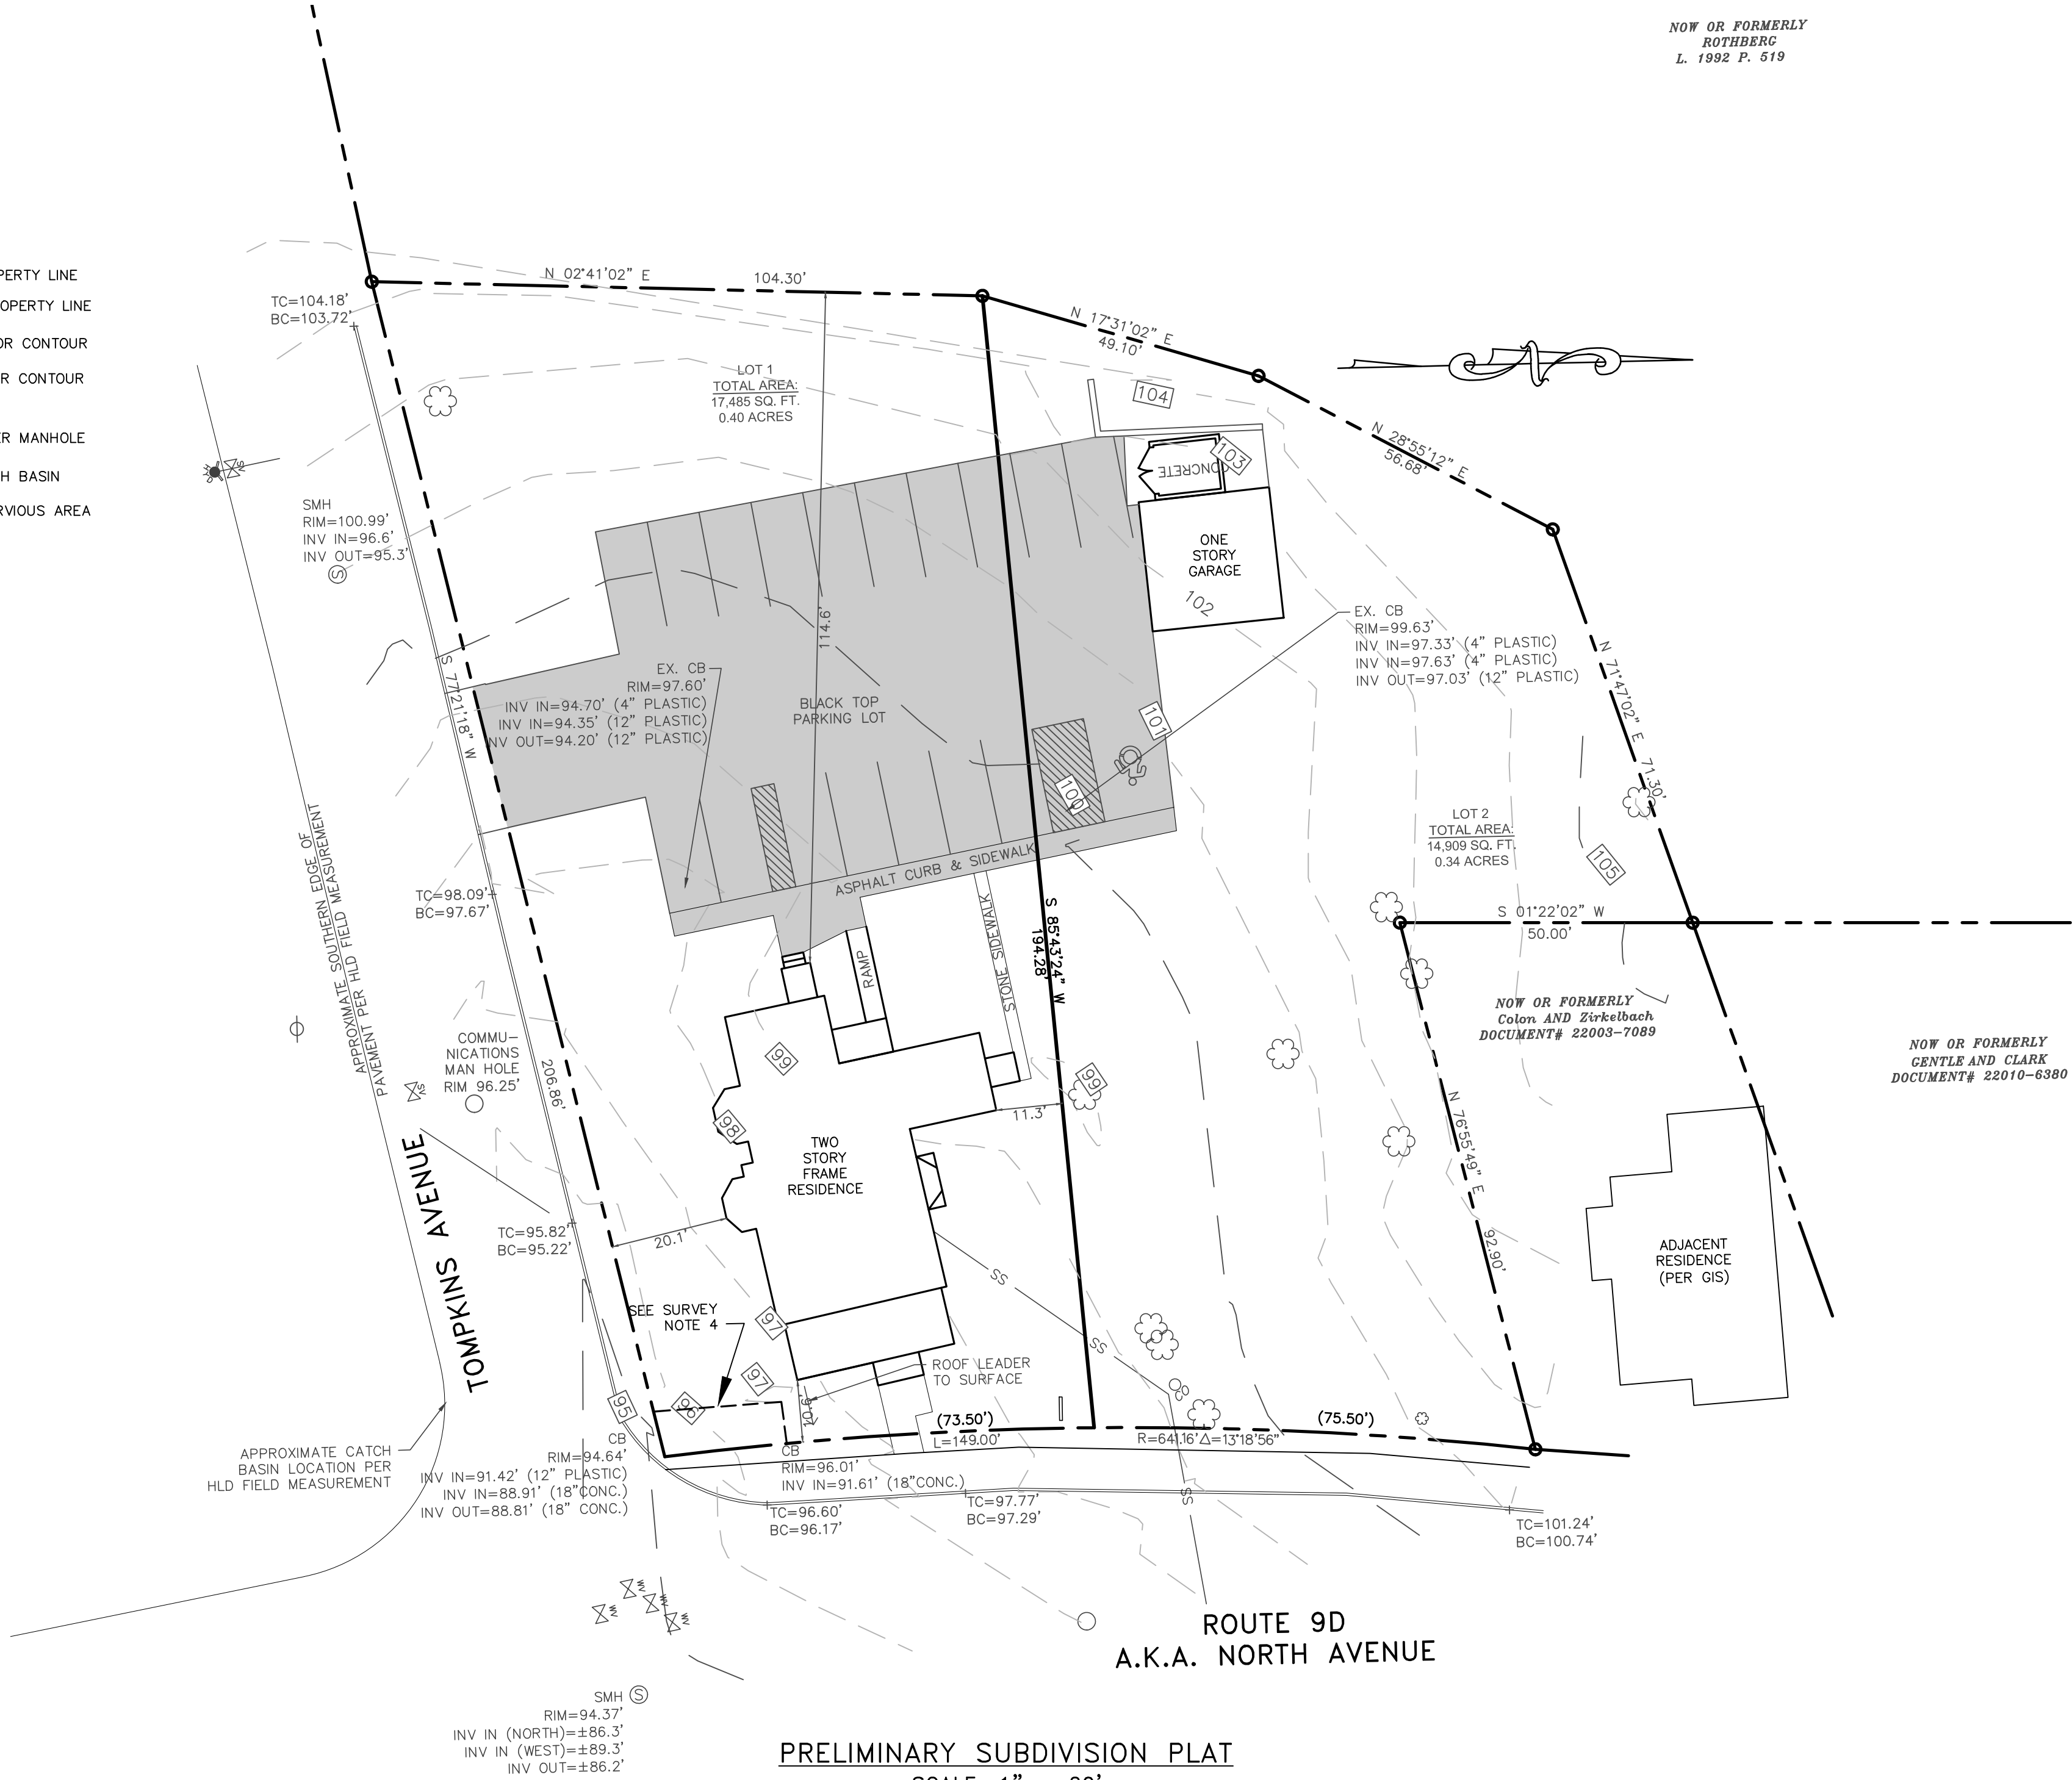 NOW OR FORMERLY
ROTHBERG
L. 1992 P. 519
PERTY LINE
OPERTY LINE
OR CONTOUR
R CONTOUR
ER MANHOLE
H BASIN
RVIOUS AREA
N 02°41'02" E
104.30'
TC=104.18'
BC=103.72'
N 17°31'02" E
49.10'
LOT 1
TOTAL AREA:
17,485 SQ. FT.
0.40 ACRES
104
N 28°55'12" E
56.68'
103
CONCRETE
SV
SMH
RIM=100.99'
INV IN=96.6'
INV OUT=95.3'
S
ONE
STORY
GARAGE
102
114.6'
EX. CB
RIM=99.63'
INV IN=97.33' (4" PLASTIC)
INV IN=97.63' (4" PLASTIC)
INV OUT=97.03' (12" PLASTIC)
N 71°47'02" E 71.30'
S 77°21'18" W
EX. CB
RIM=97.60'
INV IN=94.70' (4" PLASTIC)
INV IN=94.35' (12" PLASTIC)
INV OUT=94.20' (12" PLASTIC)
BLACK TOP
PARKING LOT
101
100
LOT 2
TOTAL AREA:
14,909 SQ. FT.
0.34 ACRES
105
APPROXIMATE SOUTHERN EDGE OF
PAVEMENT PER HLD FIELD MEASUREMENT
ASPHALT CURB & SIDEWALK
TC=98.09'
BC=97.67'
S 85°43'24" W
194.28'
S 01°22'02" W
50.00'
RAMP
STONE SIDEWALK
NOW OR FORMERLY
Colon AND Zirkelbach
DOCUMENT# 22003-7089
NOW OR FORMERLY
GENTLE AND CLARK
DOCUMENT# 22010-6380
COMMU-
NICATIONS
MAN HOLE
RIM 96.25'
SV
206.86'
99
99
11.3'
98
TWO
STORY
FRAME
RESIDENCE
N 76°55'49" E
92.90'
TOMPKINS AVENUE
TC=95.82'
BC=95.22'
20.1'
ADJACENT
RESIDENCE
(PER GIS)
SS
SS
SS
SEE SURVEY
NOTE 4
97
97
96
95
ROOF LEADER
TO SURFACE
10.6'
(73.50')
L=149.00'
(75.50')
R=641.16' Δ=13°18'56"
APPROXIMATE CATCH
BASIN LOCATION PER
HLD FIELD MEASUREMENT
CB
RIM=94.64'
INV IN=91.42' (12" PLASTIC)
INV IN=88.91' (18"CONC.)
INV OUT=88.81' (18" CONC.)
CB
RIM=96.01'
INV IN=91.61' (18"CONC.)
TC=96.60'
BC=96.17'
TC=97.77'
BC=97.29'
TC=101.24'
BC=100.74'
WV
WV
WV
WV
ROUTE 9D
A.K.A. NORTH AVENUE
SMH S
RIM=94.37'
INV IN (NORTH)=±86.3'
INV IN (WEST)=±89.3'
INV OUT=±86.2'
PRELIMINARY SUBDIVISION PLAT